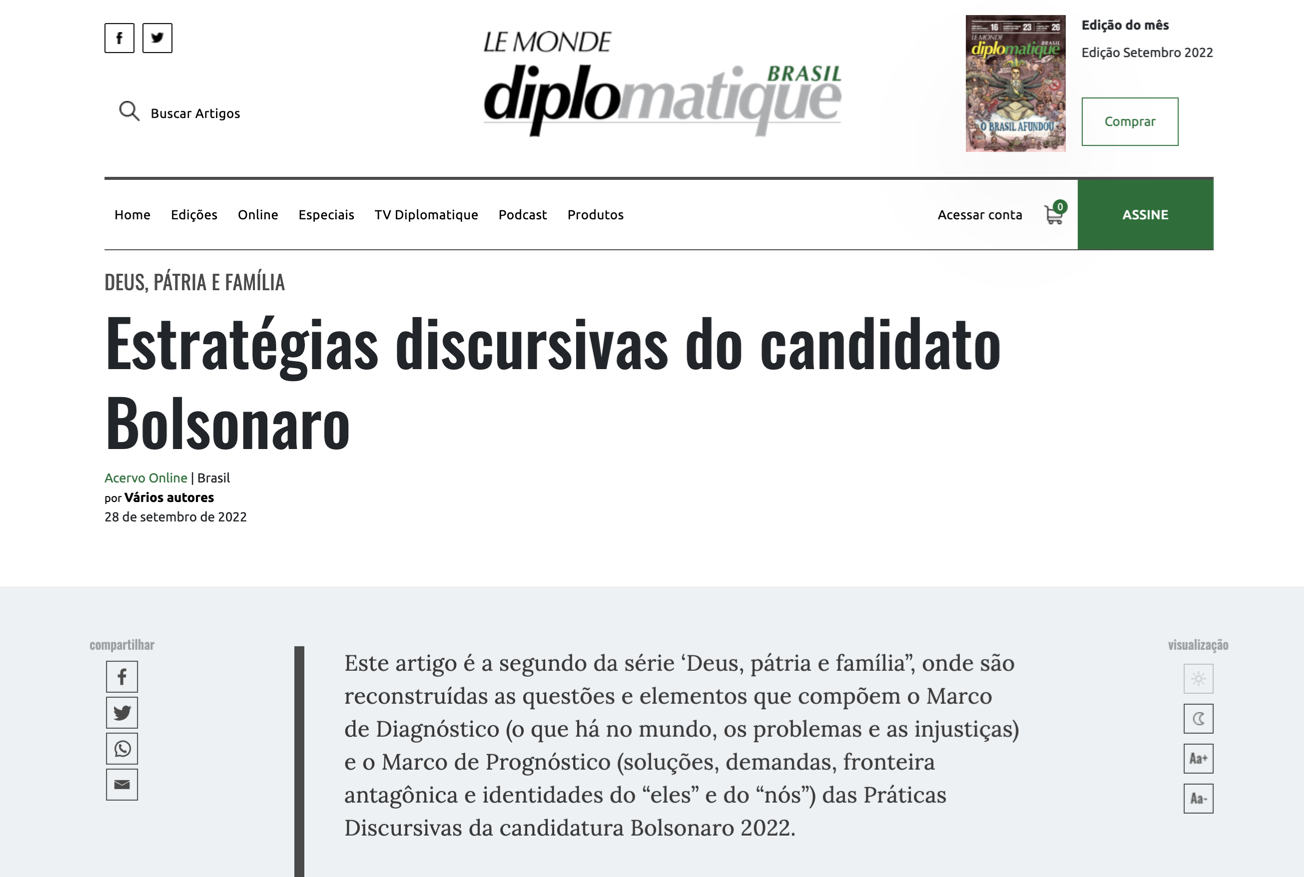 Buscar Artigos
LE MONDE
diplomatique
BRASIL
16 23 26
LE MONDE
diplomatique
BRASIL
O BRASIL AFUNDOU
Edição do mês
Edição Setembro 2022
Comprar
Home Edições Online Especiais TV Diplomatique Podcast Produtos Acessar conta 0 ASSINE
DEUS, PÁTRIA E FAMÍLIA
Estratégias discursivas do candidato
Bolsonaro
Acervo Online | Brasil
por Vários autores
28 de setembro de 2022
compartilhar
Este artigo é a segundo da série ‘Deus, pátria e família”, onde são
reconstruídas as questões e elementos que compõem o Marco
de Diagnóstico (o que há no mundo, os problemas e as injustiças)
e o Marco de Prognóstico (soluções, demandas, fronteira
antagônica e identidades do “eles” e do “nós”) das Práticas
Discursivas da candidatura Bolsonaro 2022.
visualização
Aa+
Aa-